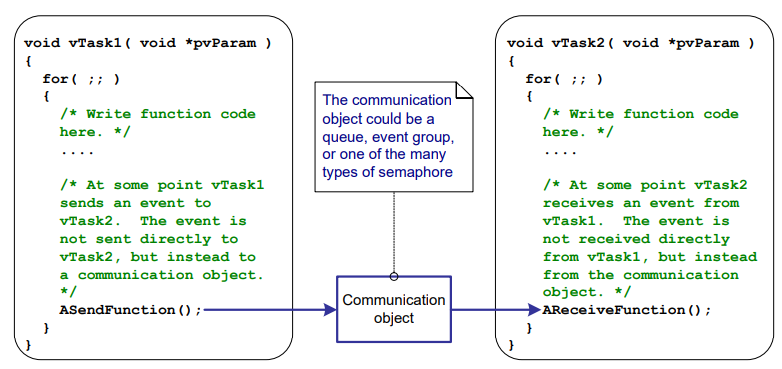 void vTask1( void *pvParam )
{
for( ;; )
{
/* Write function code
here. */
....
/* At some point vTask1
sends an event to
vTask2.  The event is
not sent directly to
vTask2, but instead to
a communication object.
*/
ASendFunction();
}
}
The communication
object could be a
queue, event group,
or one of the many
types of semaphore
Communication
object
void vTask2( void *pvParam )
{
for( ;; )
{
/* Write function code
here. */
....
/* At some point vTask2
receives an event from
vTask1.  The event is
not received directly
from vTask1, but instead
from the communication
object. */
AReceiveFunction();
}
}